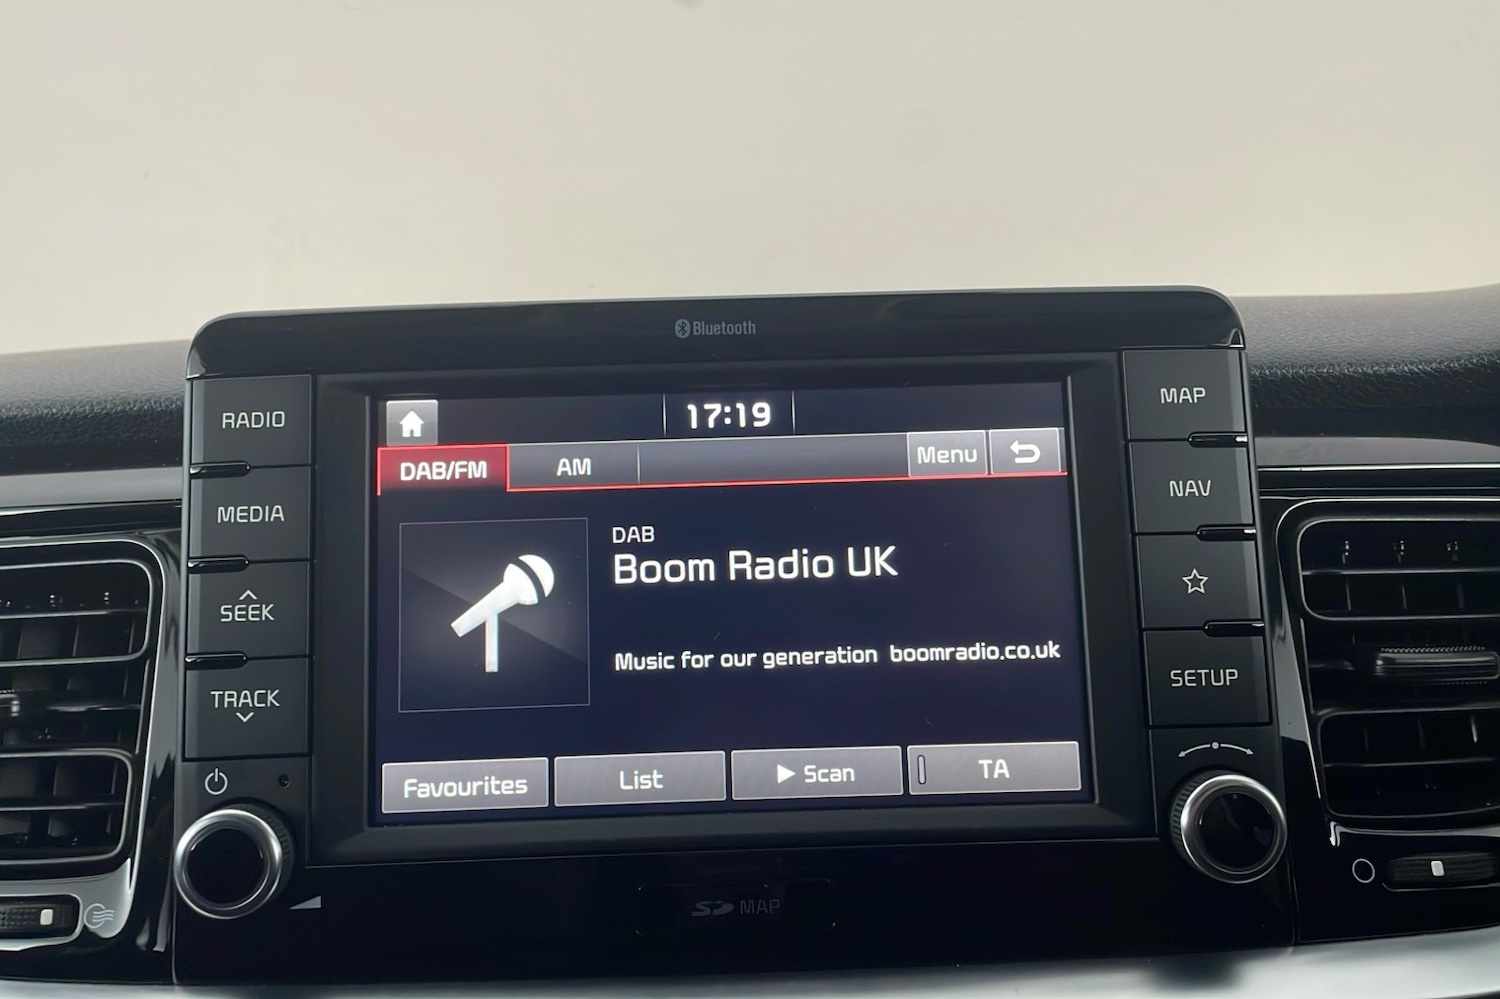 Bluetooth
RADIO
MEDIA
SEEK
TRACK
17:19
DAB/FM
AM
Menu
DAB
Boom Radio UK
Music for our generation boomradio.co.uk
Favourites
List
Scan
TA
MAP
NAV
SETUP
SD MAP